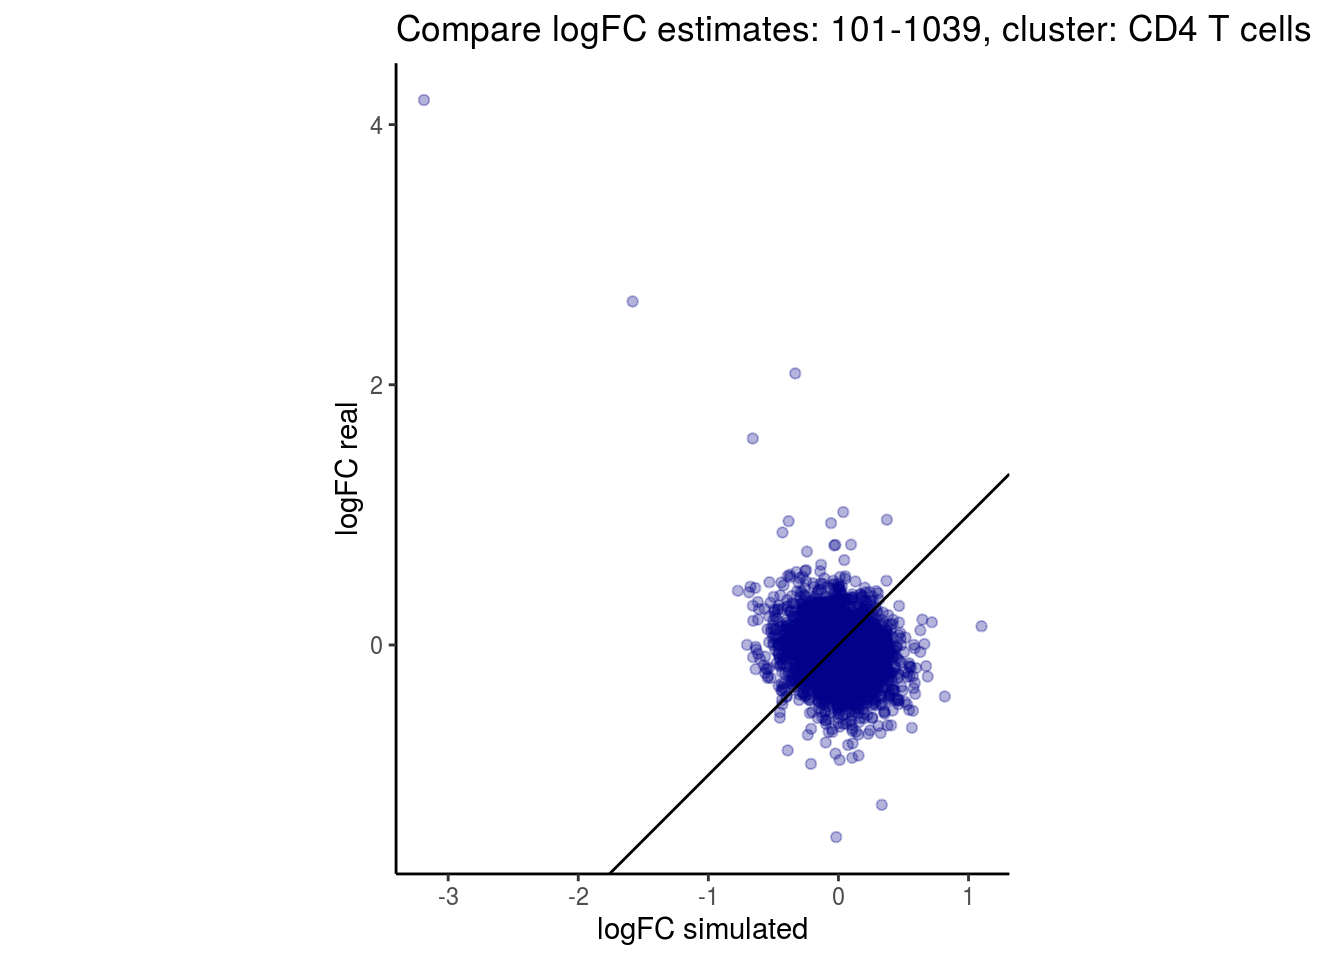 Compare logFC estimates: 101-1039, cluster: CD4 T cells
4
2
0
logFC real
-3 -2 -1 0 1
logFC simulated